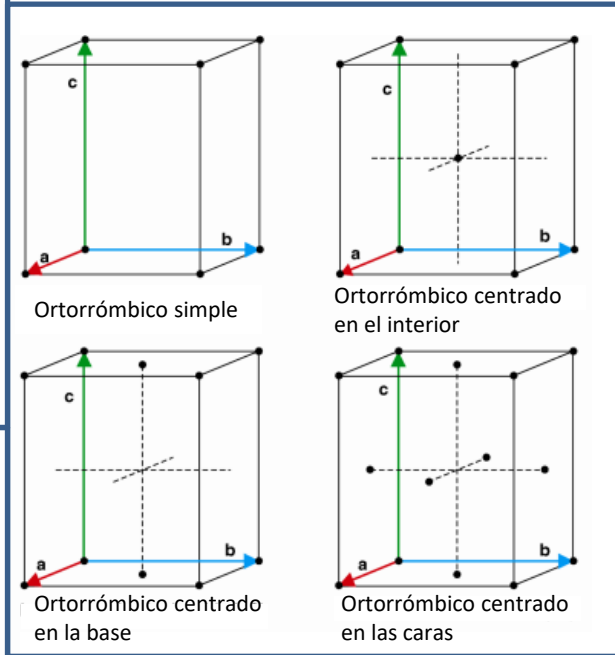 c
b
a
Ortorrómbico simple
c
b
a
Ortorrómbico centrado
en el interior
c
b
a
Ortorrómbico centrado
en la base
c
b
a
Ortorrómbico centrado
en las caras